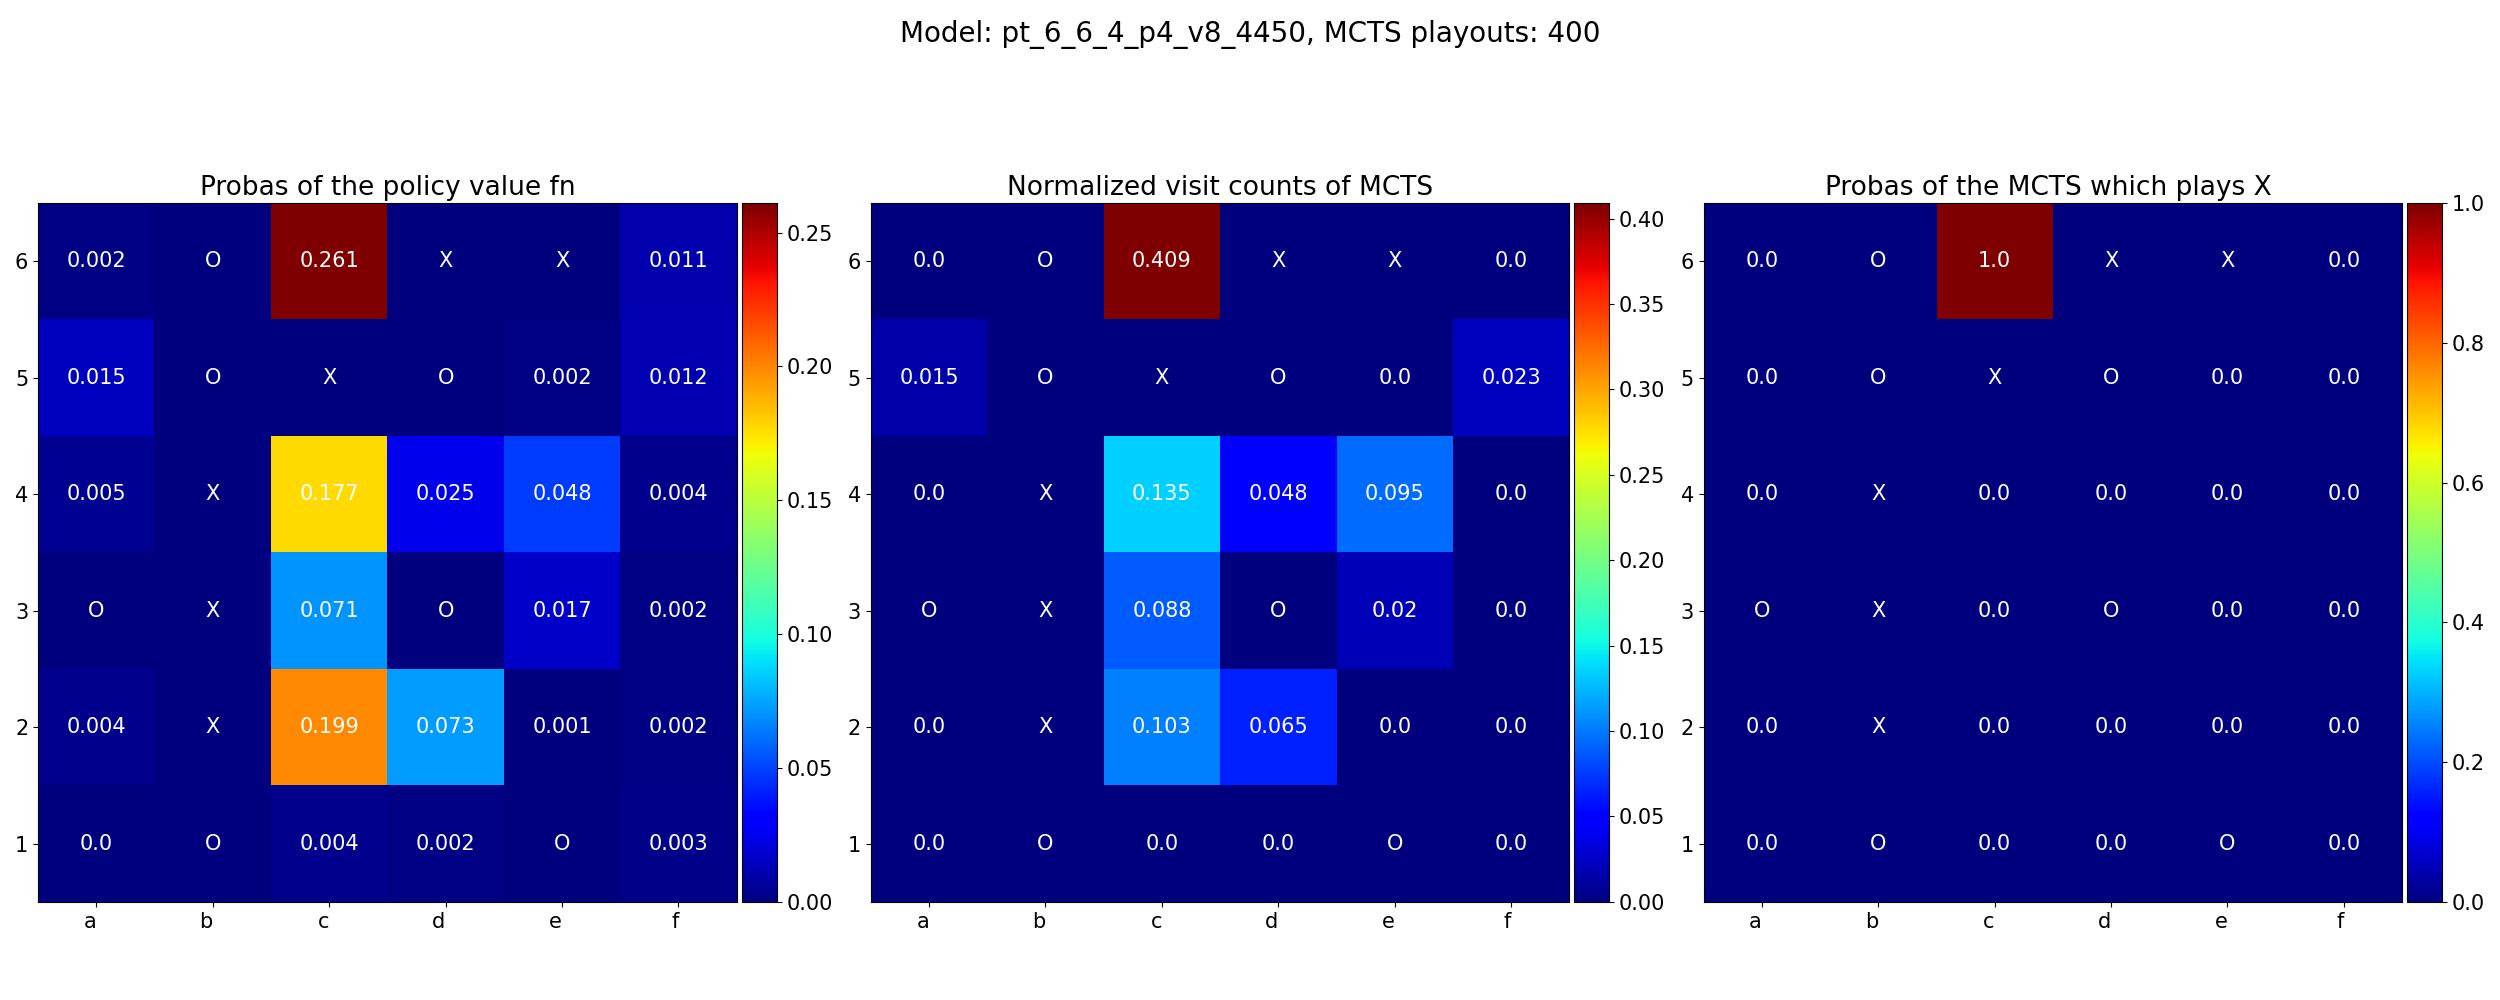 Model: pt_6_6_4_p4_v8_4450, MCTS playouts: 400
Probas of the policy value fn
6 0.002 O 0.261 X X 0.011
5 0.015 O X O 0.002 0.012
4 0.005 X 0.177 0.025 0.048 0.004
3 O X 0.071 O 0.017 0.002
2 0.004 X 0.199 0.073 0.001 0.002
1 0.0 O 0.004 0.002 O 0.003
a b c d e f
0.25
0.20
0.15
0.10
0.05
0.00
Normalized visit counts of MCTS
6 0.0 O 0.409 X X 0.0
5 0.015 O X O 0.0 0.023
4 0.0 X 0.135 0.048 0.095 0.0
3 O X 0.088 O 0.02 0.0
2 0.0 X 0.103 0.065 0.0 0.0
1 0.0 O 0.0 0.0 O 0.0
a b c d e f
0.40
0.35
0.30
0.25
0.20
0.15
0.10
0.05
0.00
Probas of the MCTS which plays X
6 0.0 O 1.0 X X 0.0
5 0.0 O X O 0.0 0.0
4 0.0 X 0.0 0.0 0.0 0.0
3 O X 0.0 O 0.0 0.0
2 0.0 X 0.0 0.0 0.0 0.0
1 0.0 O 0.0 0.0 O 0.0
a b c d e f
1.0
0.8
0.6
0.4
0.2
0.0